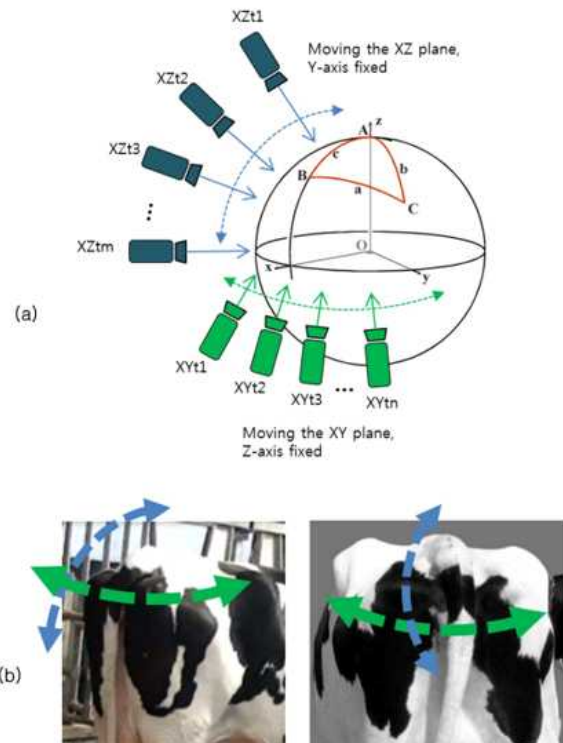 XZt1
Moving the XZ plane,
Y-axis fixed
XZt2
XZt3
...
XZtm
A
z
c
b
B
a
C
O
x
y
(a)
XYt1
XYt2
XYt3
...
XYtn
Moving the XY plane,
Z-axis fixed
(b)